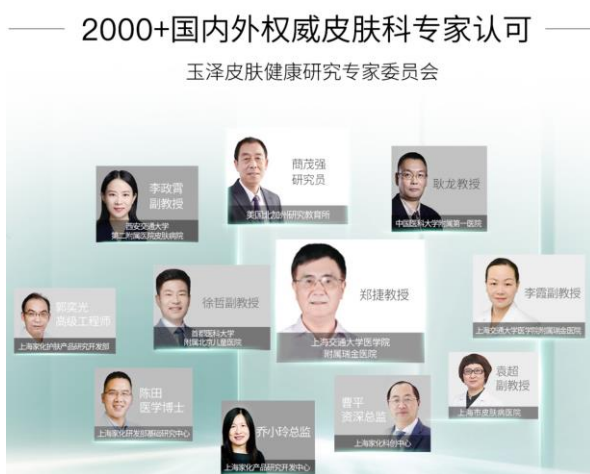 2000+国内外权威皮肤科专家认可
玉泽皮肤健康研究专家委员会
李政霄
副教授
西安交通大学
第二附属医院皮肤病院
簡茂强
研究员
美国北加州研究教育所
耿龙教授
中国医科大学附属第一医院
郭奕光
高级工程师
上海家化护肤产品研究开发部
徐哲副教授
首都医科大学
附属北京儿童医院
郑捷教授
上海交通大学医学院
附属瑞金医院
李霞副教授
上海交通大学医学院附属瑞金医院
陈田
医学博士
上海家化研发部基础研究中心
乔小玲总监
上海家化产品研究开发中心
平
资深总监
上海家化科创中心
袁超
副教授
上海市皮肤病医院